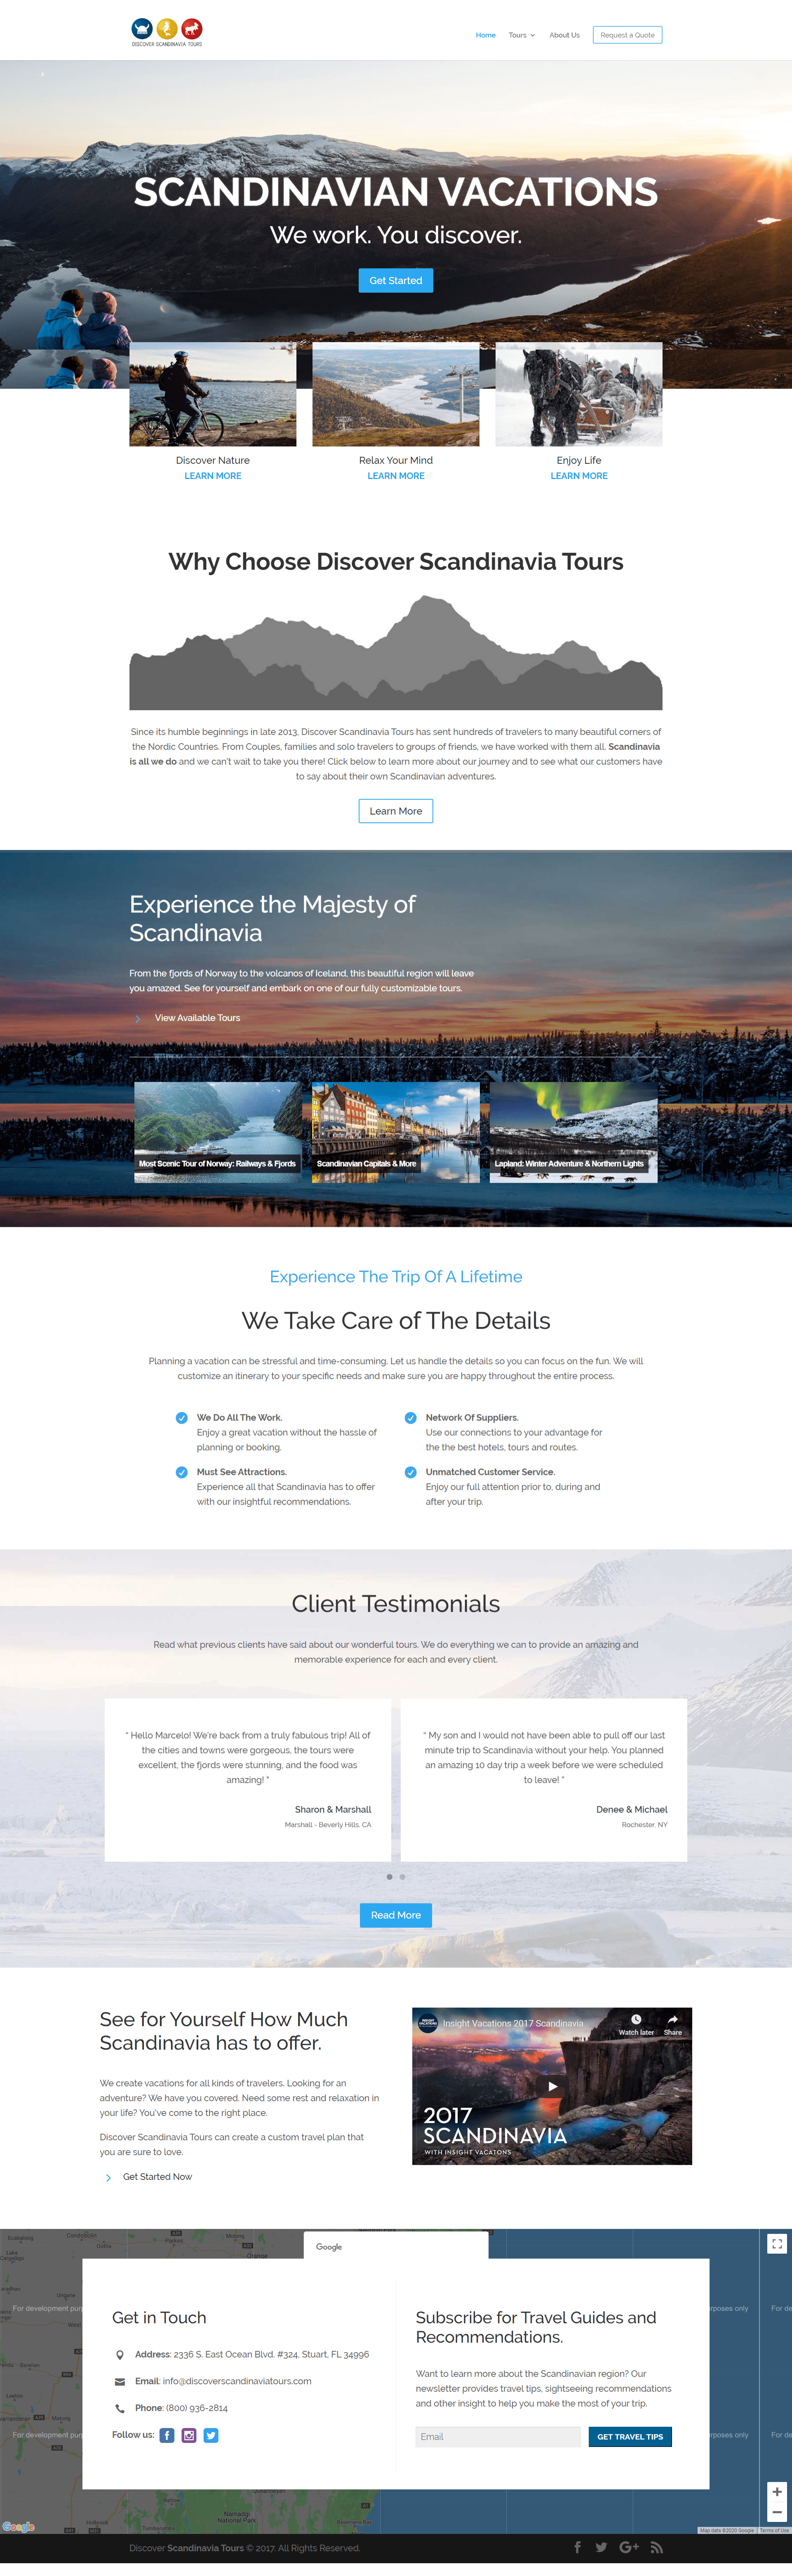 DISCOVER SCANDINAVIA TOURS
Home Tours About Us Request a Quote
SCANDINAVIAN VACATIONS
We work. You discover.
Get Started
Discover Nature
LEARN MORE
Relax Your Mind
LEARN MORE
Enjoy Life
LEARN MORE
Why Choose Discover Scandinavia Tours
Since its humble beginnings in late 2013, Discover Scandinavia Tours has sent hundreds of travelers to many beautiful corners of
the Nordic Countries. From Couples, families and solo travelers to groups of friends, we have worked with them all. Scandinavia
is all we do and we can't wait to take you there! Click below to learn more about our journey and to see what our customers have
to say about their own Scandinavian adventures.
Learn More
Experience the Majesty of
Scandinavia
From the fjords of Norway to the volcanos of Iceland, this beautiful region will leave
you amazed. See for yourself and embark on one of our fully customizable tours.
View Available Tours
Most Scenic Tour of Norway: Railways & Fjords
Scandinavian Capitals & More
Lapland: Winter Adventure & Northern Lights
Experience The Trip Of A Lifetime
We Take Care of The Details
Planning a vacation can be stressful and time-consuming. Let us handle the details so you can focus on the fun. We will
customize an itinerary to your specific needs and make sure you are happy throughout the entire process.
We Do All The Work.
Enjoy a great vacation without the hassle of
planning or booking.
Network Of Suppliers.
Use our connections to your advantage for
the the best hotels, tours and routes.
Must See Attractions.
Experience all that Scandinavia has to offer
with our insightful recommendations.
Unmatched Customer Service.
Enjoy our full attention prior to, during and
after your trip.
Client Testimonials
Read what previous clients have said about our wonderful tours. We do everything we can to provide an amazing and
memorable experience for each and every client.
" Hello Marcelo! We're back from a truly fabulous trip! All of
the cities and towns were gorgeous, the tours were
excellent, the fjords were stunning, and the food was
amazing! "
Sharon & Marshall
Marshall - Beverly Hills, CA
" My son and I would not have been able to pull off our last
minute trip to Scandinavia without your help. You planned
an amazing 10 day trip a week before we were scheduled
to leave! "
Denee & Michael
Rochester, NY
Read More
See for Yourself How Much
Scandinavia has to offer.
We create vacations for all kinds of travelers. Looking for an
adventure? We have you covered. Need some rest and relaxation in
your life? You've come to the right place.
Discover Scandinavia Tours can create a custom travel plan that
you are sure to love.
Get Started Now
Insight Vacations 2017 Scandinavia
Watch later Share
2017
SCANDINAVIA
WITH INSIGHT VACATIONS
Google
For development purp
rposes only
For de
Get in Touch
Address: 2336 S. East Ocean Blvd. #324, Stuart, FL 34996
Email: info@discoverscandinaviatours.com
Phone: (800) 936-2814
Follow us:
Subscribe for Travel Guides and
Recommendations.
Want to learn more about the Scandinavian region? Our
newsletter provides travel tips, sightseeing recommendations
and other insight to help you make the most of your trip.
Email
GET TRAVEL TIPS
For development purp
rposes only
For de
Google
Map data ©2020 Google Terms of Use
Discover Scandinavia Tours © 2017. All Rights Reserved.